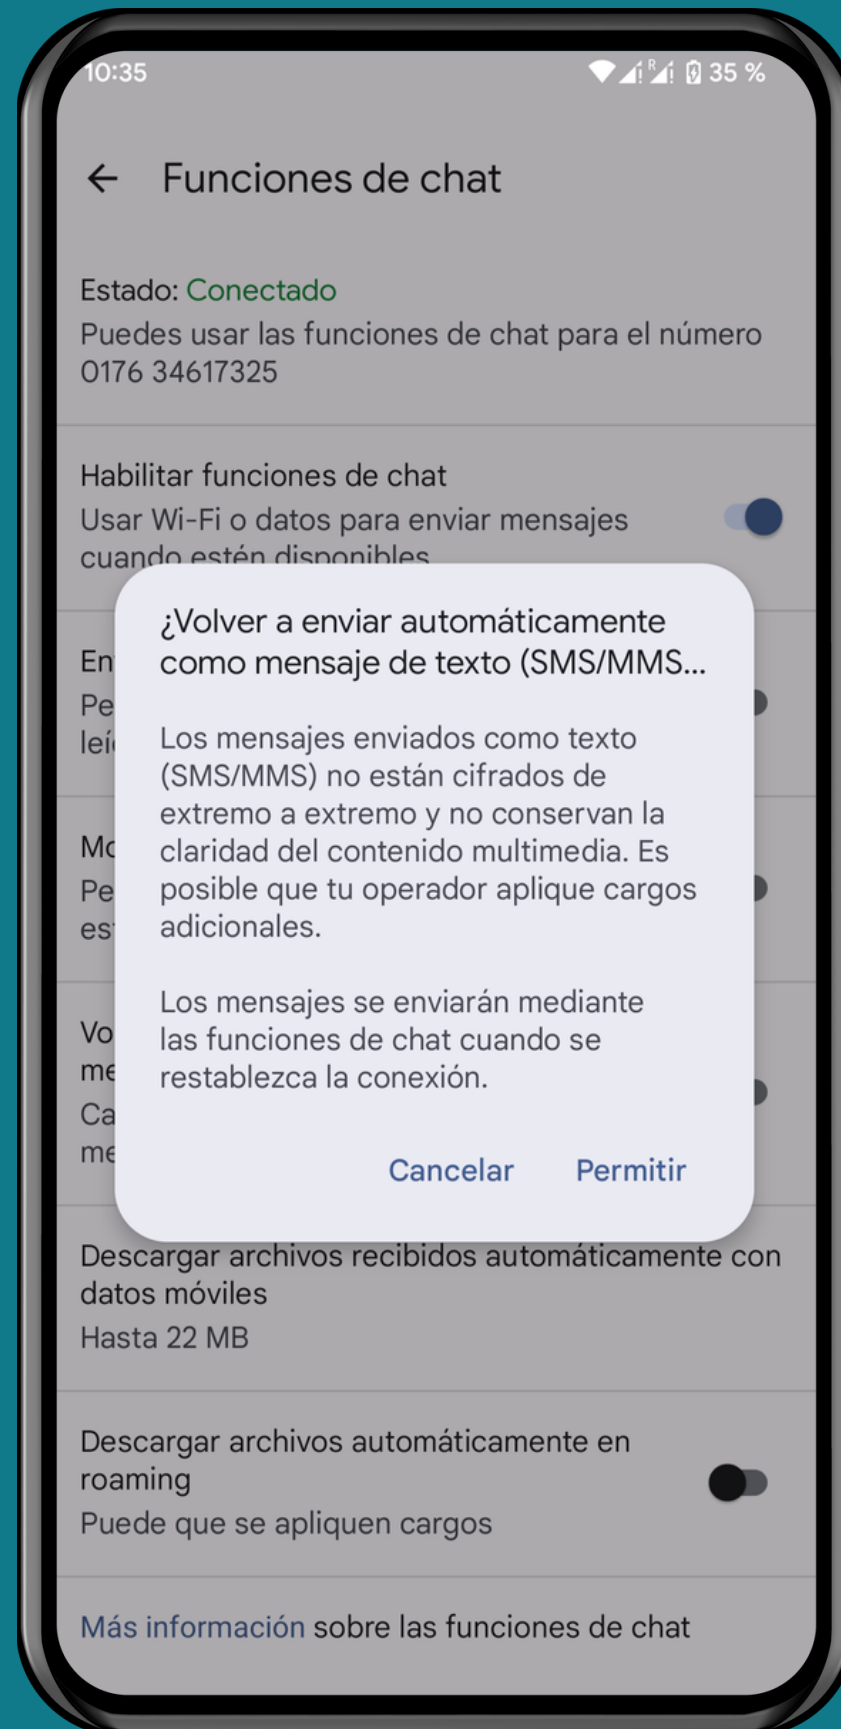 10:35
R
35 %
Funciones de chat
Estado: Conectado
Puedes usar las funciones de chat para el número
0176 34617325
Habilitar funciones de chat
Usar Wi-Fi o datos para enviar mensajes
cuando estén disponibles
¿Volver a enviar automáticamente
como mensaje de texto (SMS/MMS...
Los mensajes enviados como texto
(SMS/MMS) no están cifrados de
extremo a extremo y no conservan la
claridad del contenido multimedia. Es
posible que tu operador aplique cargos
adicionales.
Los mensajes se enviarán mediante
las funciones de chat cuando se
restablezca la conexión.
Cancelar Permitir
Descargar archivos recibidos automáticamente con
datos móviles
Hasta 22 MB
Descargar archivos automáticamente en
roaming
Puede que se apliquen cargos
Más información sobre las funciones de chat